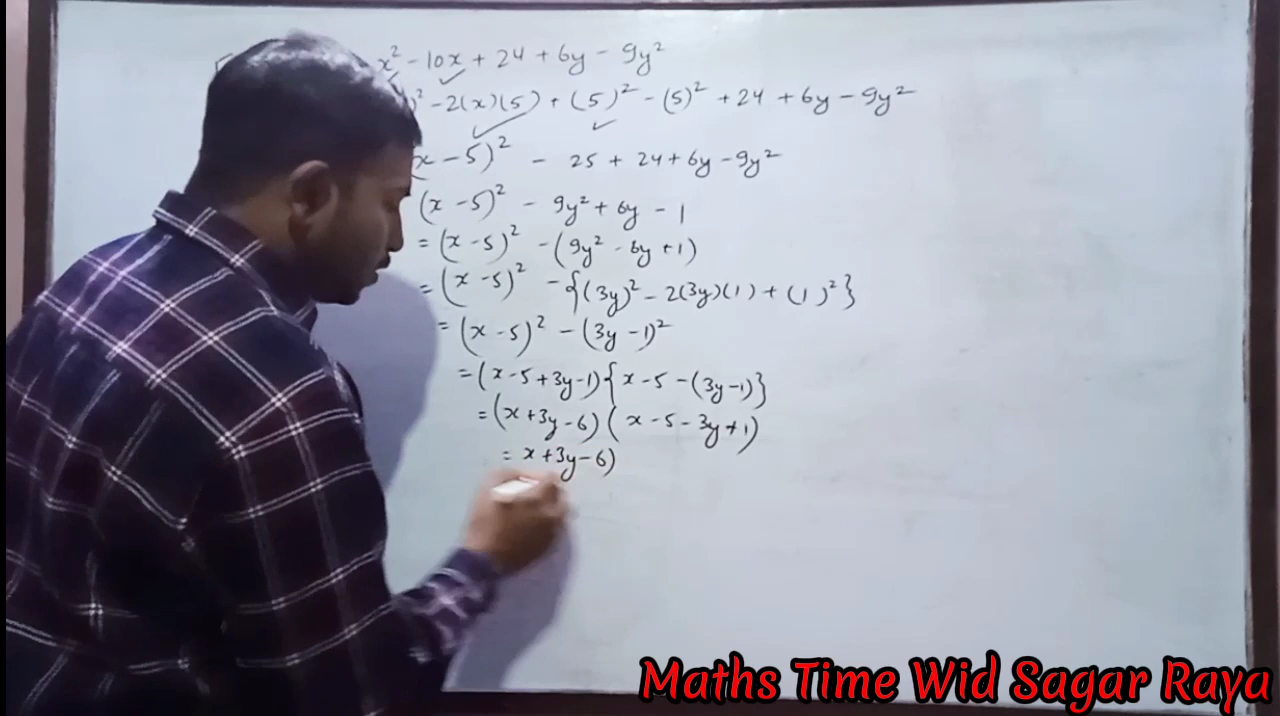 x² - 10x + 24 + 6y - 9y²
)² - 2(x)(5) + (5)² - (5)² + 24 + 6y - 9y²
(x - 5)² - 25 + 24 + 6y - 9y²
(x - 5)² - 9y² + 6y - 1
= (x - 5)² - (9y² - 6y + 1)
= (x - 5)² - {(3y)² - 2(3y)(1) + (1)²}
= (x - 5)² - (3y - 1)²
= (x - 5 + 3y - 1){x - 5 - (3y - 1)}
= (x + 3y - 6)(x - 5 - 3y + 1)
= x + 3y - 6)
Maths Time Wid Sagar Raya